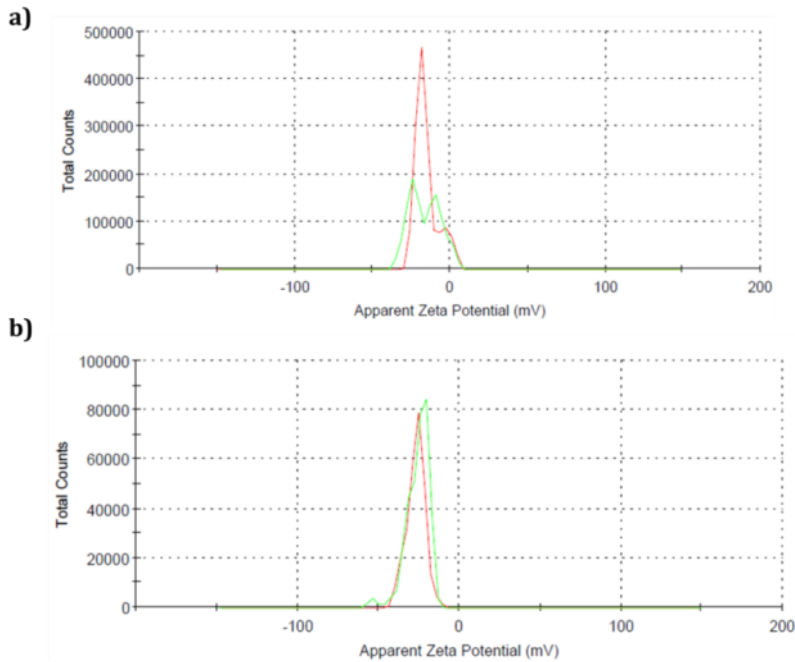 a)
500000
400000
300000
200000
100000
0
Total Counts
-100 0 100 200
Apparent Zeta Potential (mV)
b)
100000
80000
60000
40000
20000
0
Total Counts
-100 0 100 200
Apparent Zeta Potential (mV)